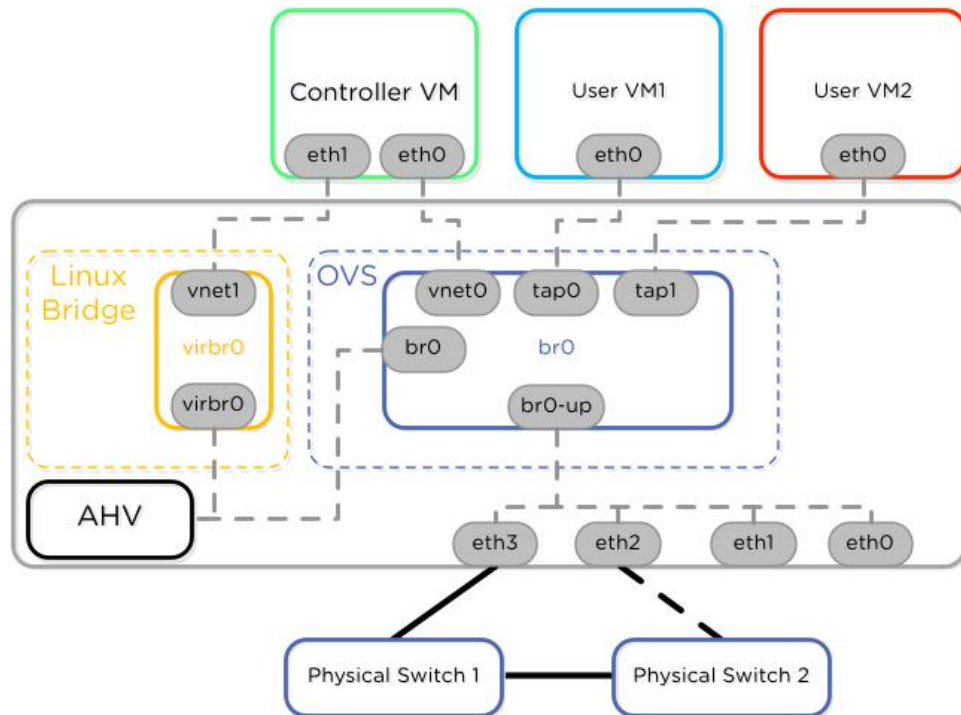 Controller VM
User VM1
User VM2
eth1
eth0
eth0
eth0
Linux
Bridge
OVS
vnet1
vnet0
tap0
tap1
virbr0
br0
br0
virbr0
br0-up
AHV
eth3
eth2
eth1
eth0
Physical Switch 1
Physical Switch 2